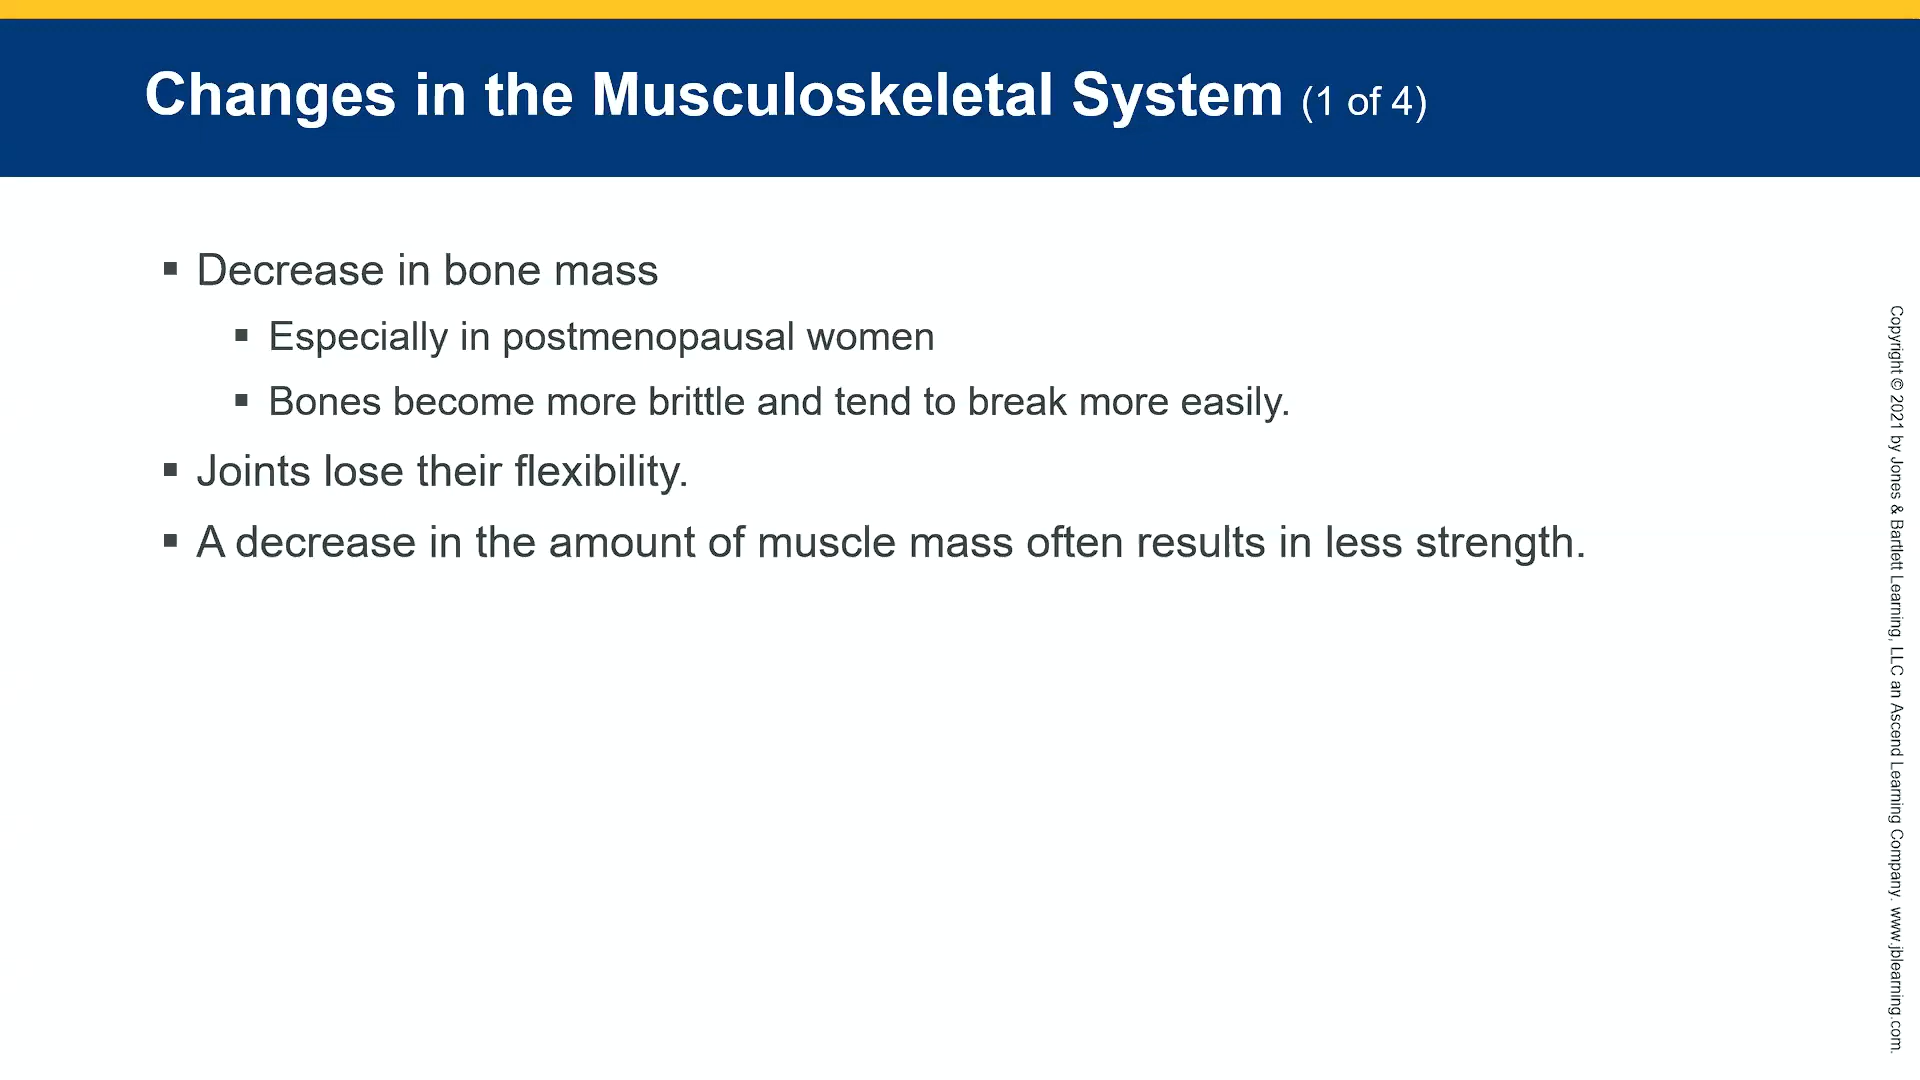 Changes in the Musculoskeletal System (1 of 4)
▪ Decrease in bone mass
▪ Especially in postmenopausal women
▪ Bones become more brittle and tend to break more easily.
▪ Joints lose their flexibility.
▪ A decrease in the amount of muscle mass often results in less strength.
Copyright © 2021 by Jones & Bartlett Learning, LLC an Ascend Learning Company. www.jblearning.com.